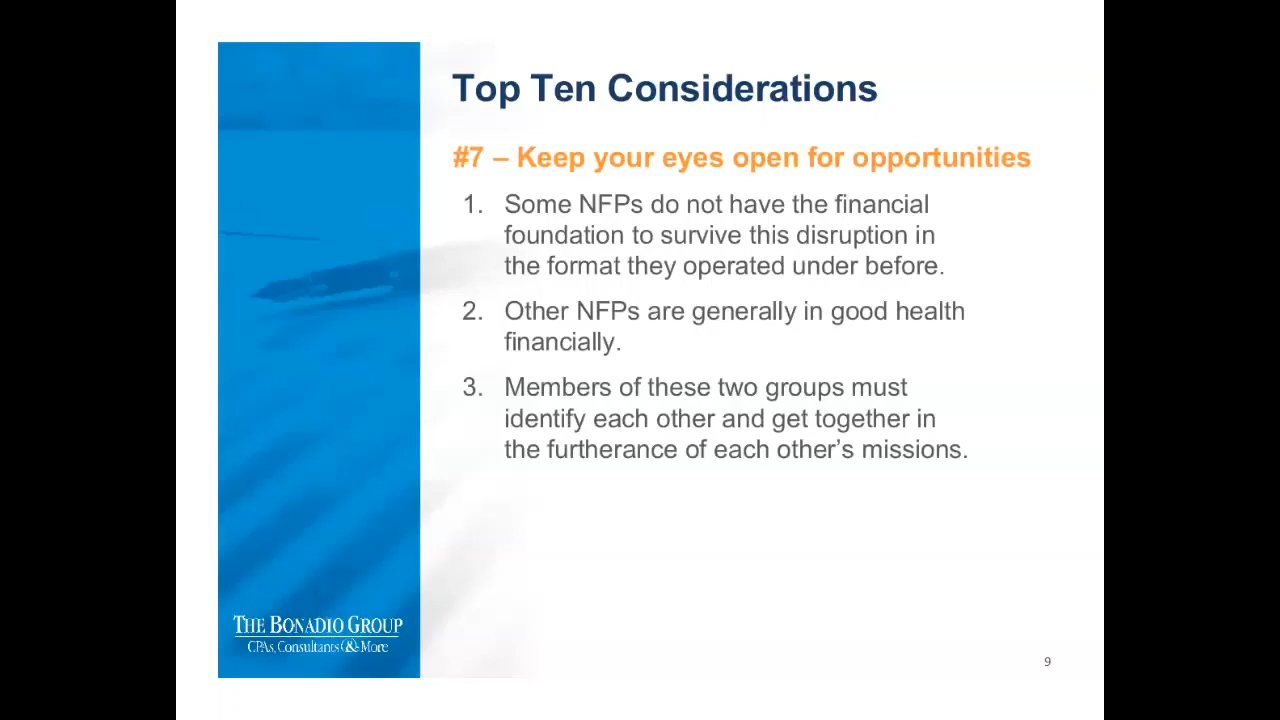 Top Ten Considerations
#7 – Keep your eyes open for opportunities
1. Some NFPs do not have the financial
foundation to survive this disruption in
the format they operated under before.
2. Other NFPs are generally in good health
financially.
3. Members of these two groups must
identify each other and get together in
the furtherance of each other’s missions.
THE BONADIO GROUP
CPAs, Consultants & More
9